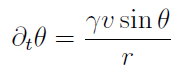 ∂ₜθ = γv sin θ / r